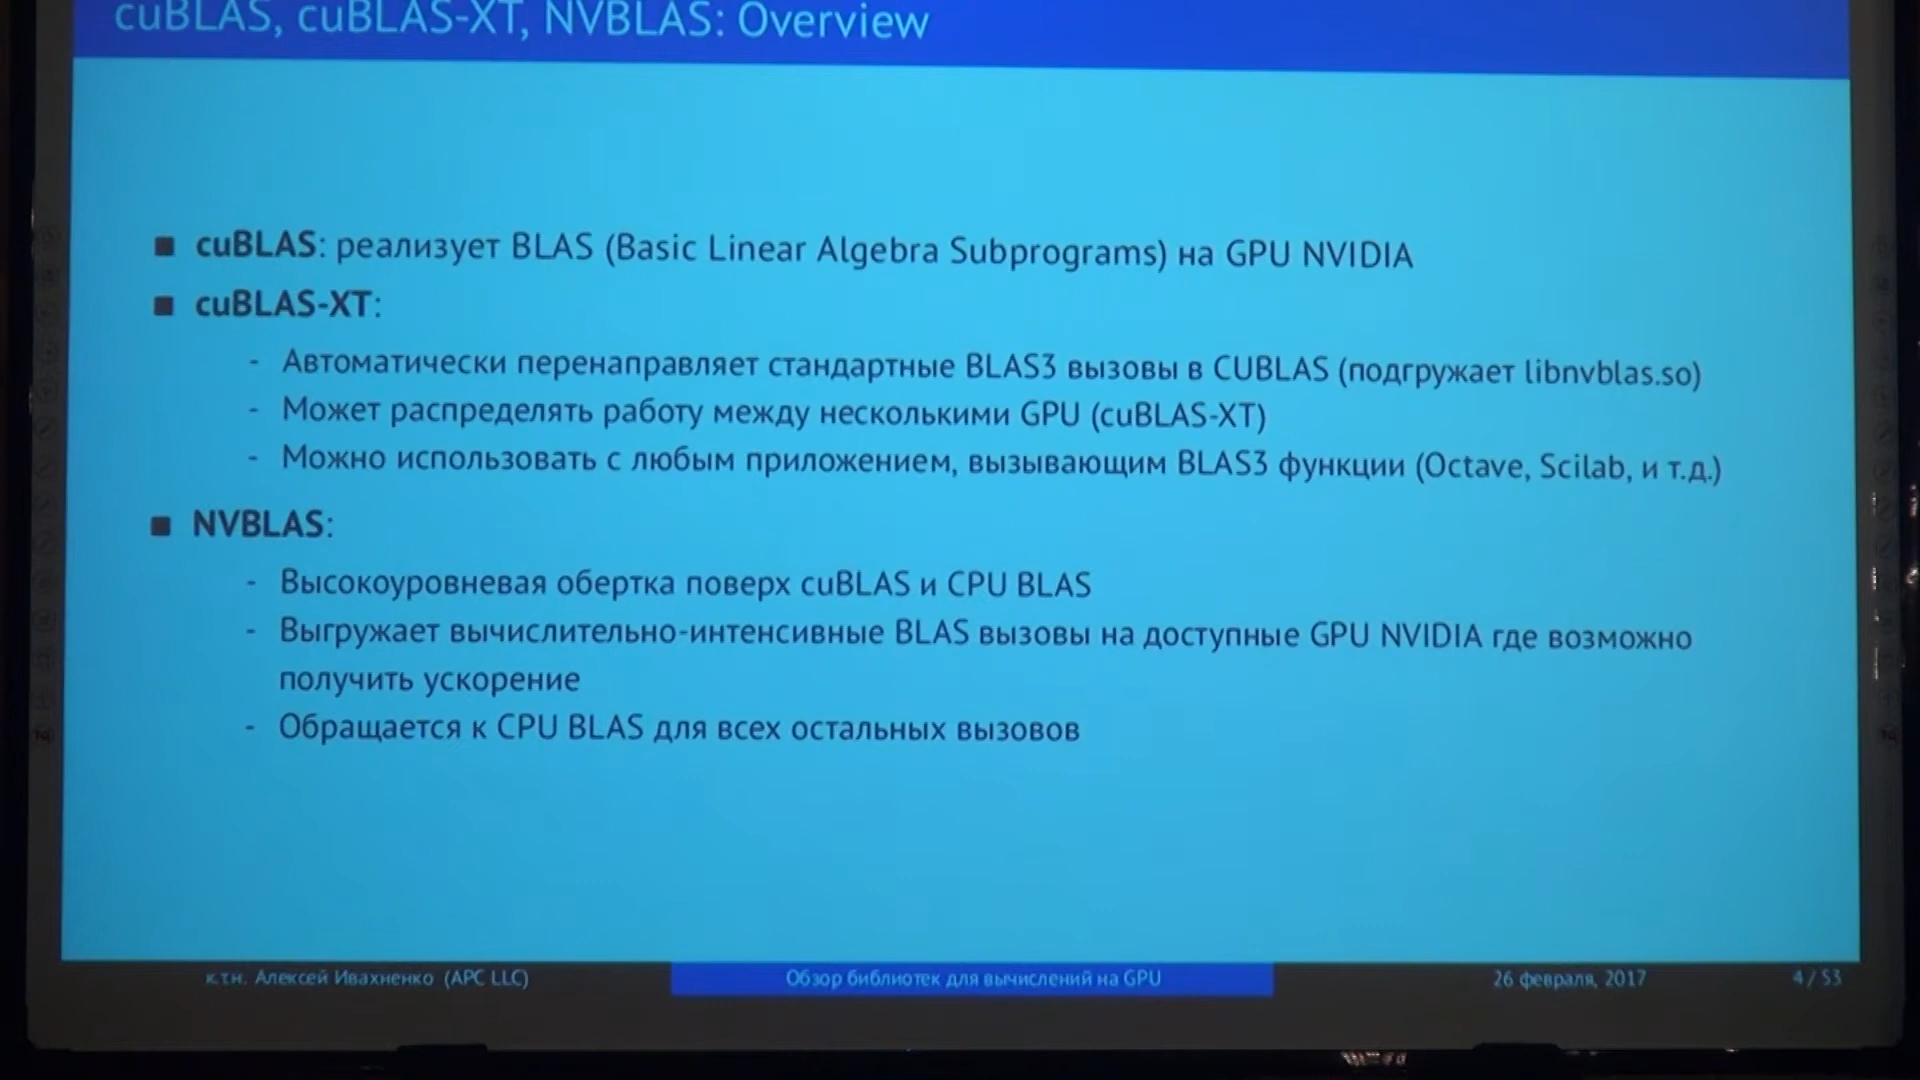 cuBLAS, cuBLAS-XT, NVBLAS: Overview
■ cuBLAS: реализует BLAS (Basic Linear Algebra Subprograms) на GPU NVIDIA
■ cuBLAS-XT:
- Автоматически перенаправляет стандартные BLAS3 вызовы в CUBLAS (подгружает libnvblas.so)
- Может распределять работу между несколькими GPU (cuBLAS-XT)
- Можно использовать с любым приложением, вызывающим BLAS3 функции (Octave, Scilab, и т.д.)
■ NVBLAS:
- Высокоуровневая обертка поверх cuBLAS и CPU BLAS
- Выгружает вычислительно-интенсивные BLAS вызовы на доступные GPU NVIDIA где возможно
получить ускорение
- Обращается к CPU BLAS для всех остальных вызовов
к.т.н. Алексей Ивахненко (APC LLC) Обзор библиотек для вычислений на GPU 26 февраля, 2017 4 / 53